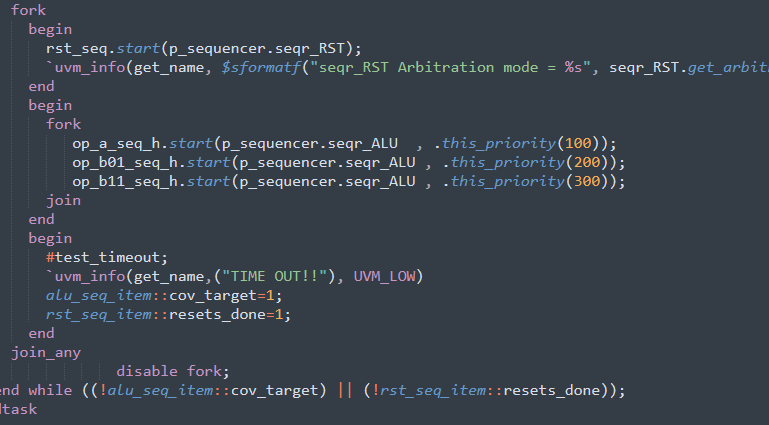 fork
begin
rst_seq.start(p_sequencer.seqr_RST);
`uvm_info(get_name, $sformatf("seqr_RST Arbitration mode = %s", seqr_RST.get_arbit
end
begin
fork
op_a_seq_h.start(p_sequencer.seqr_ALU  , .this_priority(100));
op_b01_seq_h.start(p_sequencer.seqr_ALU , .this_priority(200));
op_b11_seq_h.start(p_sequencer.seqr_ALU , .this_priority(300));
join
end
begin
#test_timeout;
`uvm_info(get_name,("TIME OUT!!"), UVM_LOW)
alu_seq_item::cov_target=1;
rst_seq_item::resets_done=1;
end
join_any
disable fork;
end while ((!alu_seq_item::cov_target) || (!rst_seq_item::resets_done));
dtask